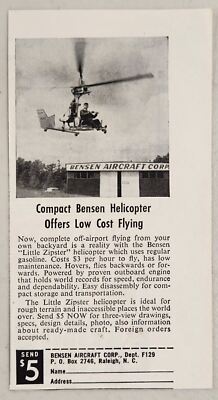 BENSEN AIRCRAFT CORP
Compact Bensen Helicopter
Offers Low Cost Flying
Now, complete off-airport flying from your
own backyard is a reality with the Bensen
"Little Zipster" helicopter which uses regular
gasoline. Costs $3 per hour to fly, has low
maintenance. Hovers, flies backwards or for-
wards. Powered by proven outboard engine
that holds world records for speed, endurance
and dependability. Easy disassembly for com-
pact storage and transportation.
The Little Zipster helicopter is ideal for
rough terrain and inaccessible places the world
over. Send $5 NOW for three-view drawings,
specs, design details, photo, also information
about ready-made craft. Foreign orders
accepted.
SEND
$5
BENSEN AIRCRAFT CORP., Dept. F129
P. O. Box 2746, Raleigh, N. C.
Name
Address